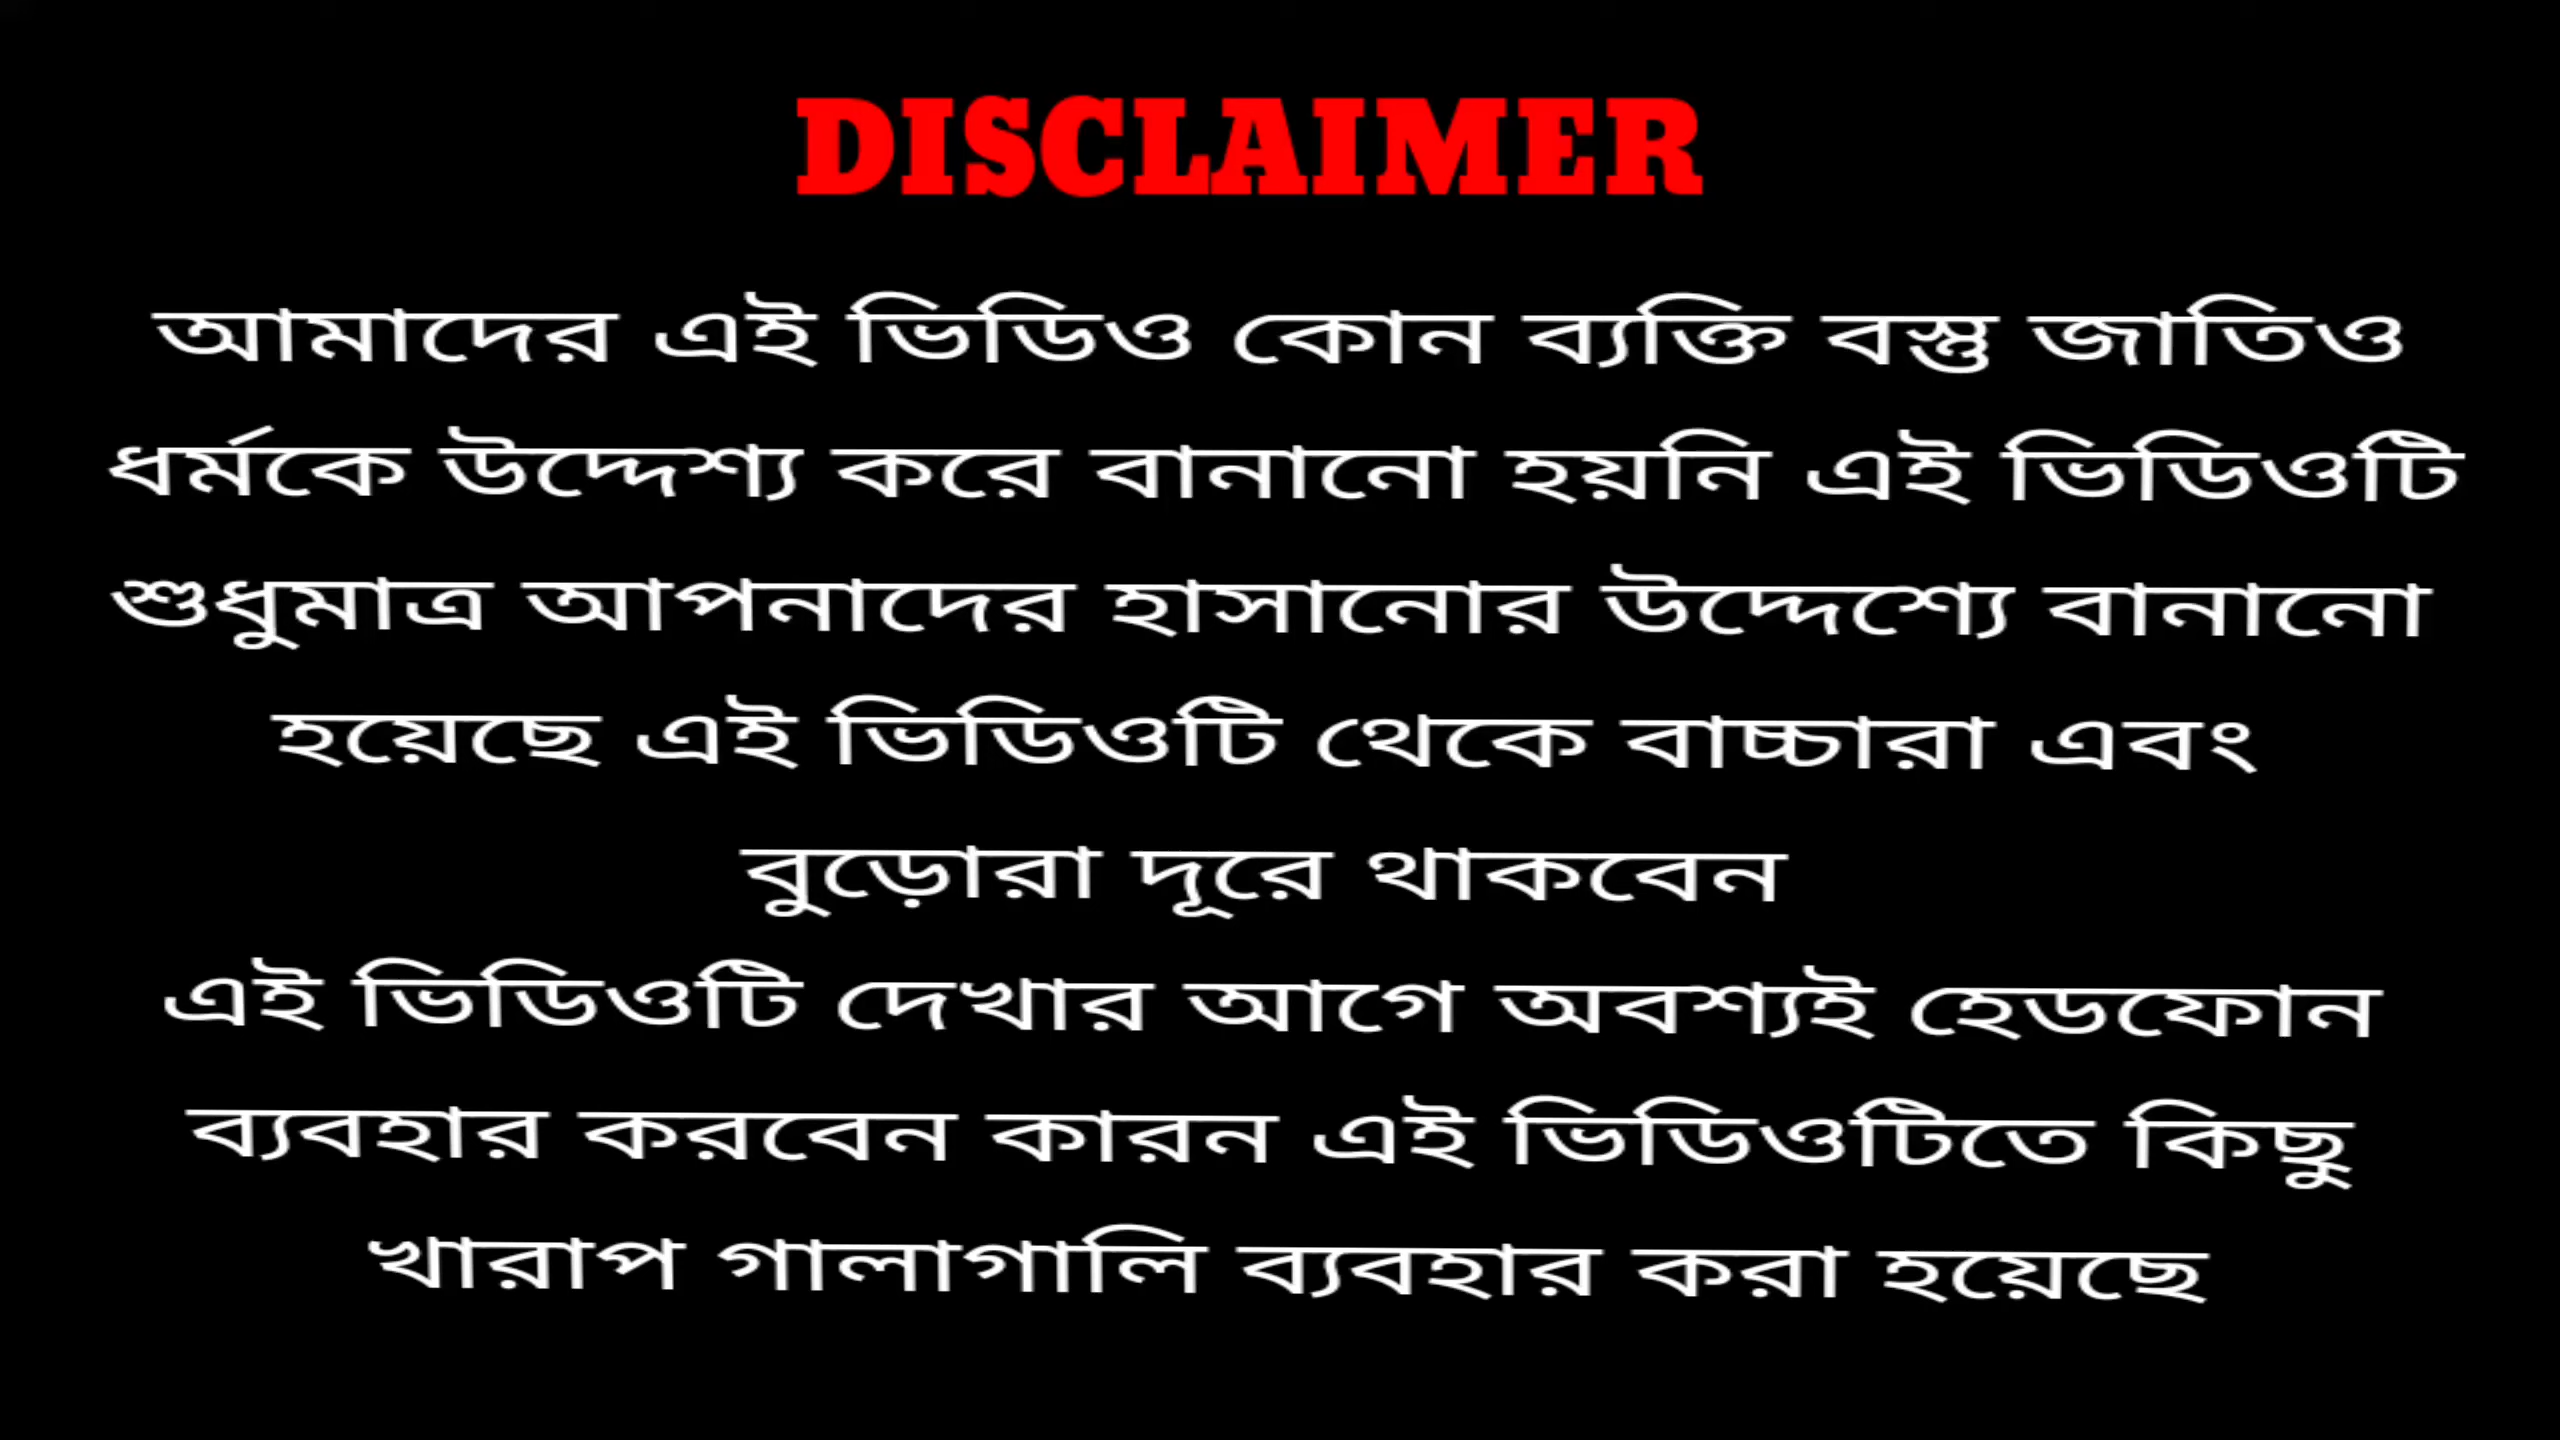 DISCLAIMER
আমাদের এই ভিডিও কোন ব্যক্তি বস্তু জাতিও
ধর্মকে উদ্দেশ্য করে বানানো হয়নি এই ভিডিওটি
শুধুমাত্র আপনাদের হাসানোর উদ্দেশ্যে বানানো
হয়েছে এই ভিডিওটি থেকে বাচ্চারা এবং
বুড়োরা দূরে থাকবেন
এই ভিডিওটি দেখার আগে অবশ্যই হেডফোন
ব্যবহার করবেন কারন এই ভিডিওটিতে কিছু
খারাপ গালাগালি ব্যবহার করা হয়েছে